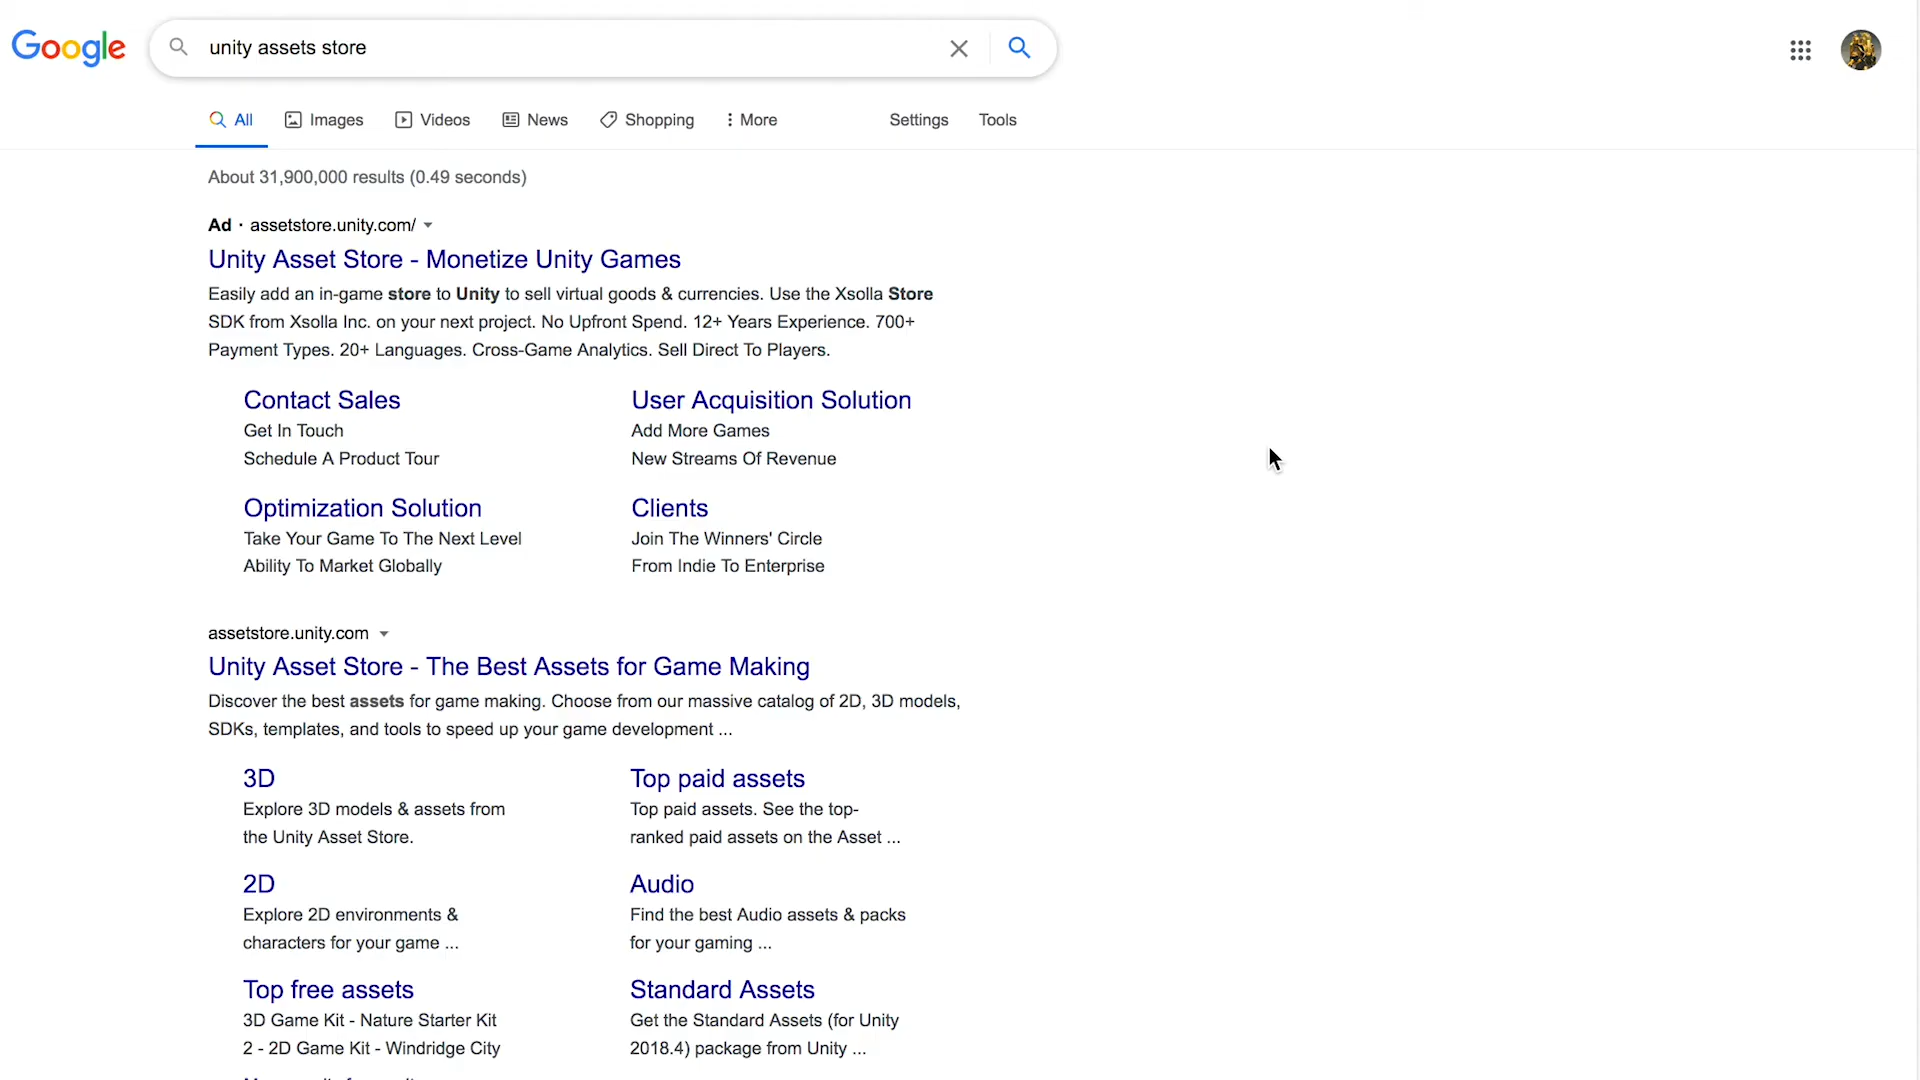 Google
unity assets store
All
Images
Videos
News
Shopping
More
Settings
Tools
About 31,900,000 results (0.49 seconds)
Ad · assetstore.unity.com/
Unity Asset Store - Monetize Unity Games
Easily add an in-game store to Unity to sell virtual goods & currencies. Use the Xsolla Store
SDK from Xsolla Inc. on your next project. No Upfront Spend. 12+ Years Experience. 700+
Payment Types. 20+ Languages. Cross-Game Analytics. Sell Direct To Players.
Contact Sales
Get In Touch
Schedule A Product Tour
User Acquisition Solution
Add More Games
New Streams Of Revenue
Optimization Solution
Take Your Game To The Next Level
Ability To Market Globally
Clients
Join The Winners' Circle
From Indie To Enterprise
assetstore.unity.com
Unity Asset Store - The Best Assets for Game Making
Discover the best assets for game making. Choose from our massive catalog of 2D, 3D models,
SDKs, templates, and tools to speed up your game development ...
3D
Explore 3D models & assets from
the Unity Asset Store.
Top paid assets
Top paid assets. See the top-
ranked paid assets on the Asset ...
2D
Explore 2D environments &
characters for your game ...
Audio
Find the best Audio assets & packs
for your gaming ...
Top free assets
3D Game Kit - Nature Starter Kit
2 - 2D Game Kit - Windridge City
Standard Assets
Get the Standard Assets (for Unity
2018.4) package from Unity ...